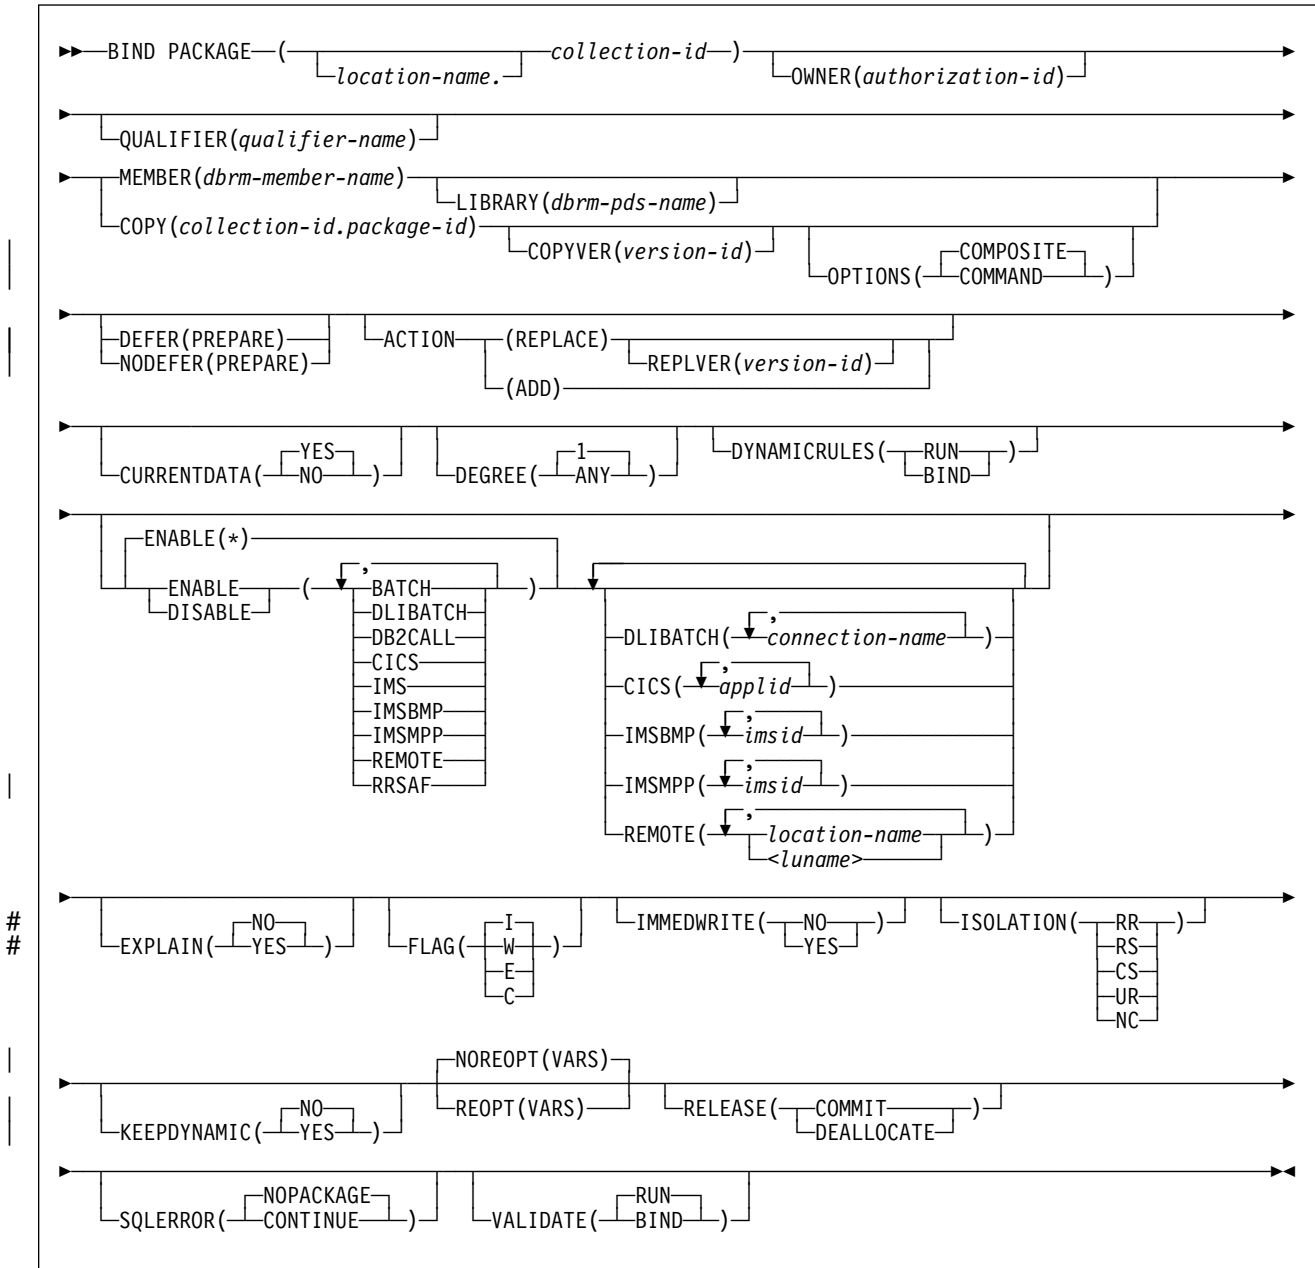 BIND PACKAGE ( location-name. collection-id ) OWNER(authorization-id)
QUALIFIER(qualifier-name)
MEMBER(dbrm-member-name) LIBRARY(dbrm-pds-name)
COPY(collection-id.package-id) COPYVER(version-id) OPTIONS( COMPOSITE COMMAND )
|
|
DEFER(PREPARE) ACTION (REPLACE) REPLVER(version-id)
NODEFER(PREPARE) (ADD)
|
CURRENTDATA( YES NO ) DEGREE( 1 ANY ) DYNAMICRULES( RUN BIND )
ENABLE(*)
ENABLE ( , BATCH )
DISABLE
DLIBATCH
DB2CALL
CICS
IMS
IMSBMP
IMSMPP
REMOTE
RRSAF
|
DLIBATCH( , connection-name )
CICS( , applid )
IMSBMP( , imsid )
IMSMPP( , imsid )
REMOTE( , location-name )
<luname>
#
#
EXPLAIN( NO YES ) FLAG( I W E C ) IMMEDWRITE( NO YES ) ISOLATION( RR RS CS UR NC )
|
|
KEEPDYNAMIC( NO YES ) NOREOPT(VARS) REOPT(VARS) RELEASE( COMMIT DEALLOCATE )
SQLERROR( NOPACKAGE CONTINUE ) VALIDATE( RUN BIND )